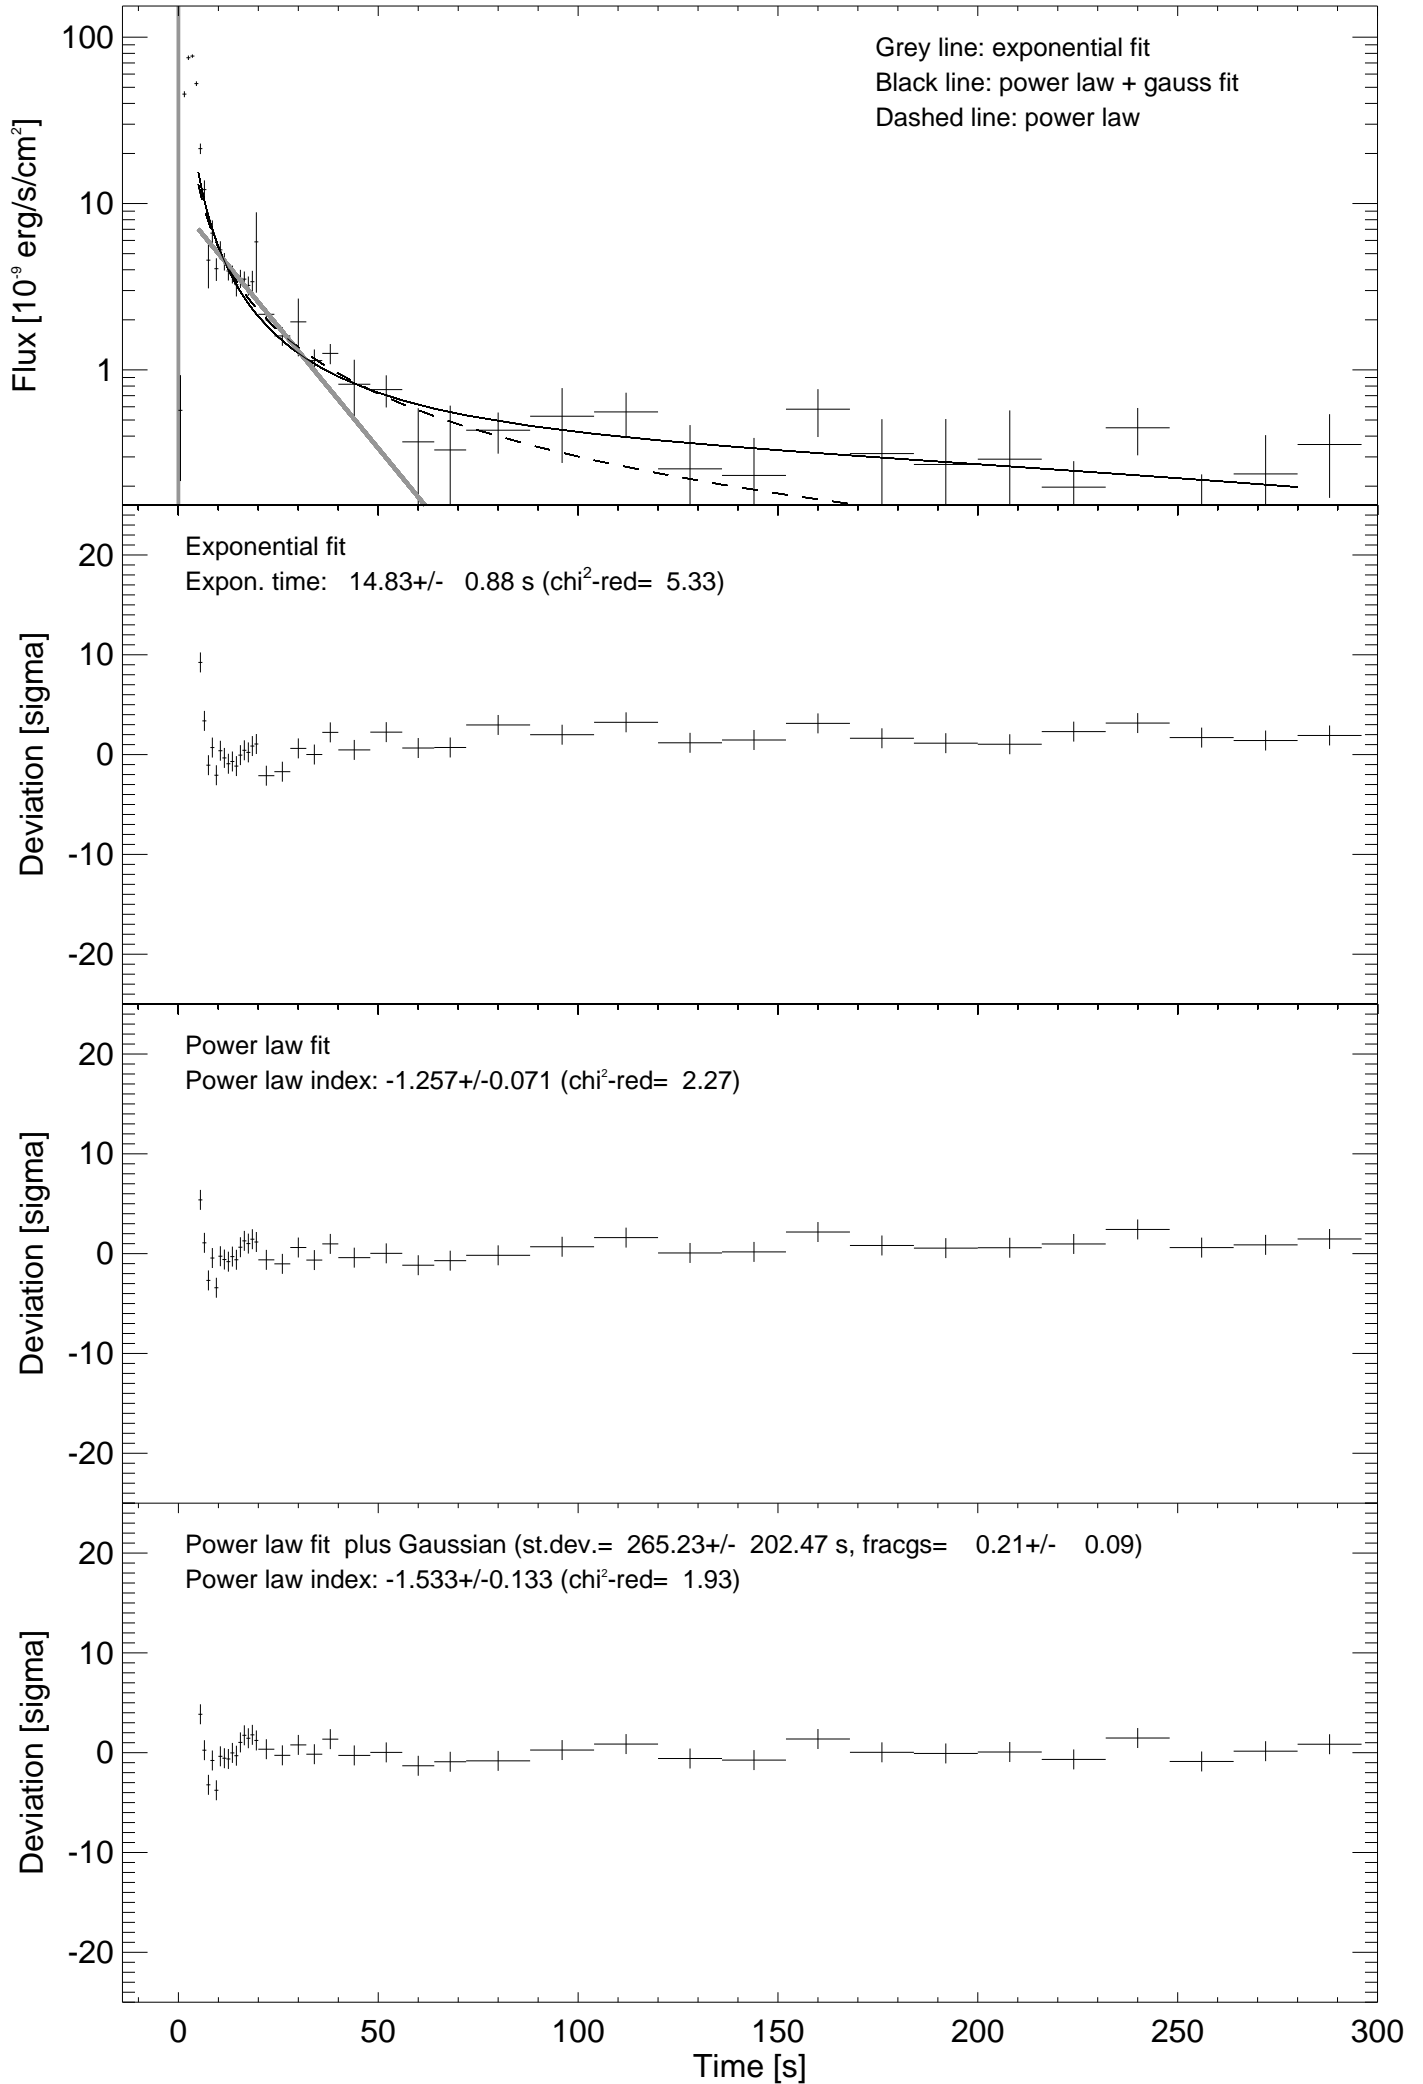 Grey line: exponential fit
Black line: power law + gauss fit
Dashed line: power law
100
10
1
Flux [10⁻⁹ erg/s/cm²]
Exponential fit
Expon. time: 14.83+/- 0.88 s (chi²-red= 5.33)
20
10
0
-10
-20
Deviation [sigma]
Power law fit
Power law index: -1.257+/-0.071 (chi²-red= 2.27)
20
10
0
-10
-20
Deviation [sigma]
Power law fit plus Gaussian (st.dev.= 265.23+/- 202.47 s, fracgs= 0.21+/- 0.09)
Power law index: -1.533+/-0.133 (chi²-red= 1.93)
20
10
0
-10
-20
Deviation [sigma]
0 50 100 150 200 250 300
Time [s]